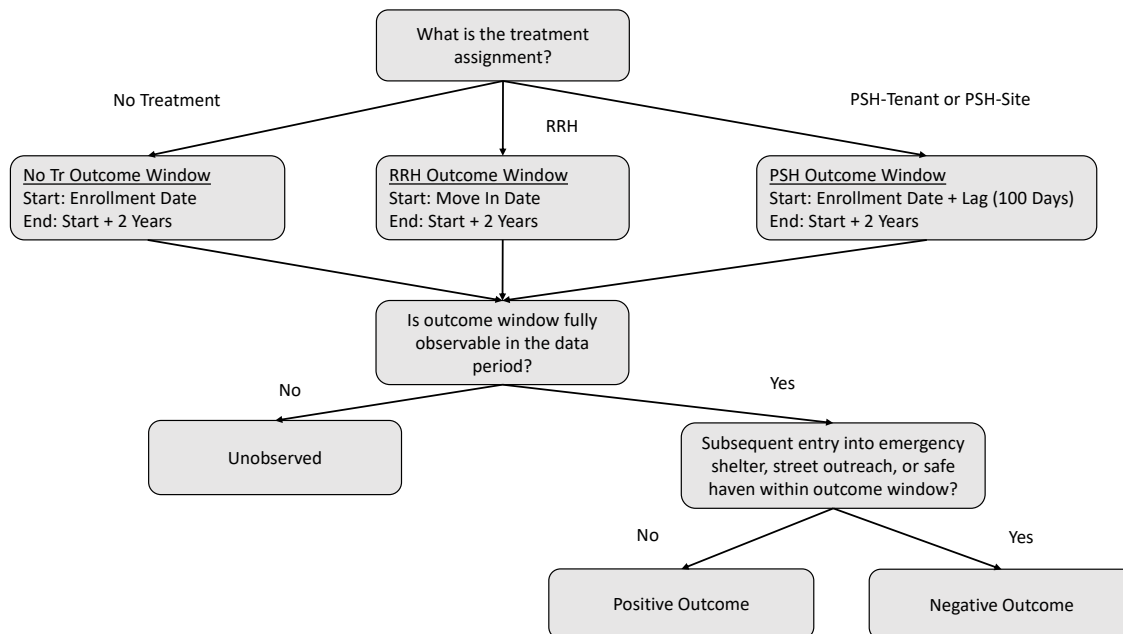 What is the treatment
assignment?
No Treatment
RRH
PSH-Tenant or PSH-Site
No Tr Outcome Window
Start: Enrollment Date
End: Start + 2 Years
RRH Outcome Window
Start: Move In Date
End: Start + 2 Years
PSH Outcome Window
Start: Enrollment Date + Lag (100 Days)
End: Start + 2 Years
Is outcome window fully
observable in the data
period?
No
Yes
Unobserved
Subsequent entry into emergency
shelter, street outreach, or safe
haven within outcome window?
No
Yes
Positive Outcome
Negative Outcome